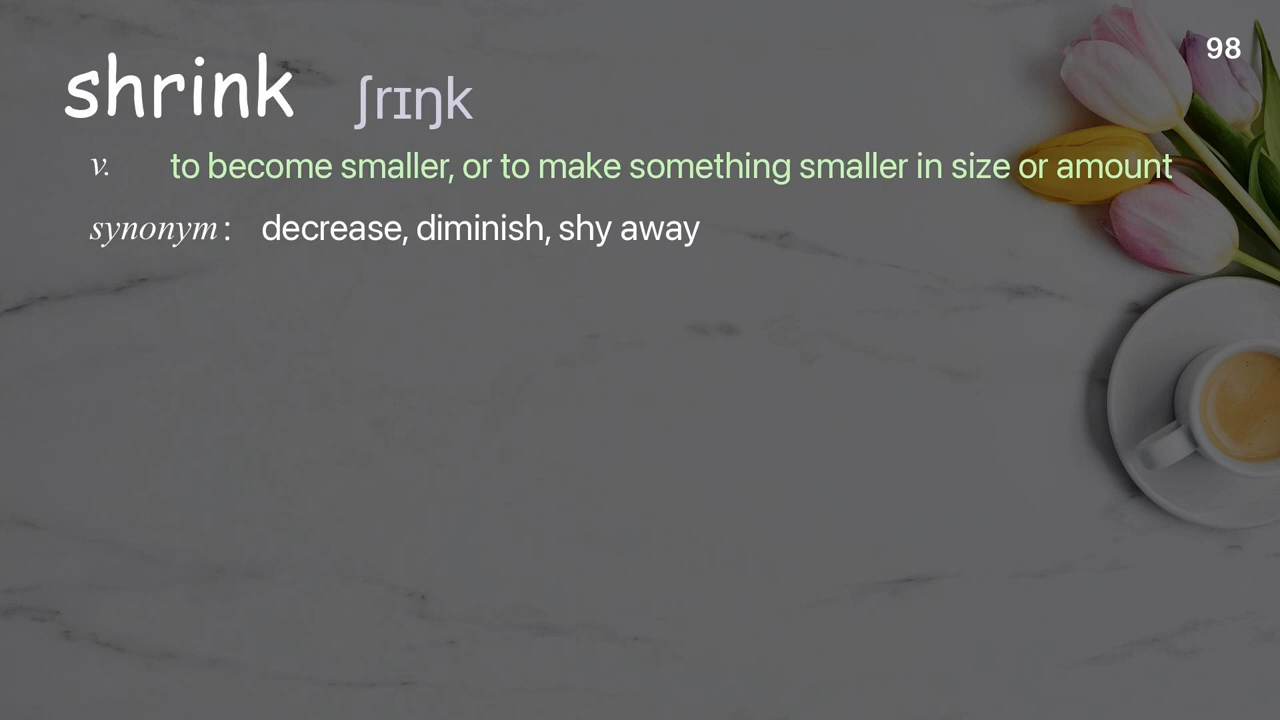 98
shrink ʃrɪŋk
v. to become smaller, or to make something smaller in size or amount
synonym : decrease, diminish, shy away